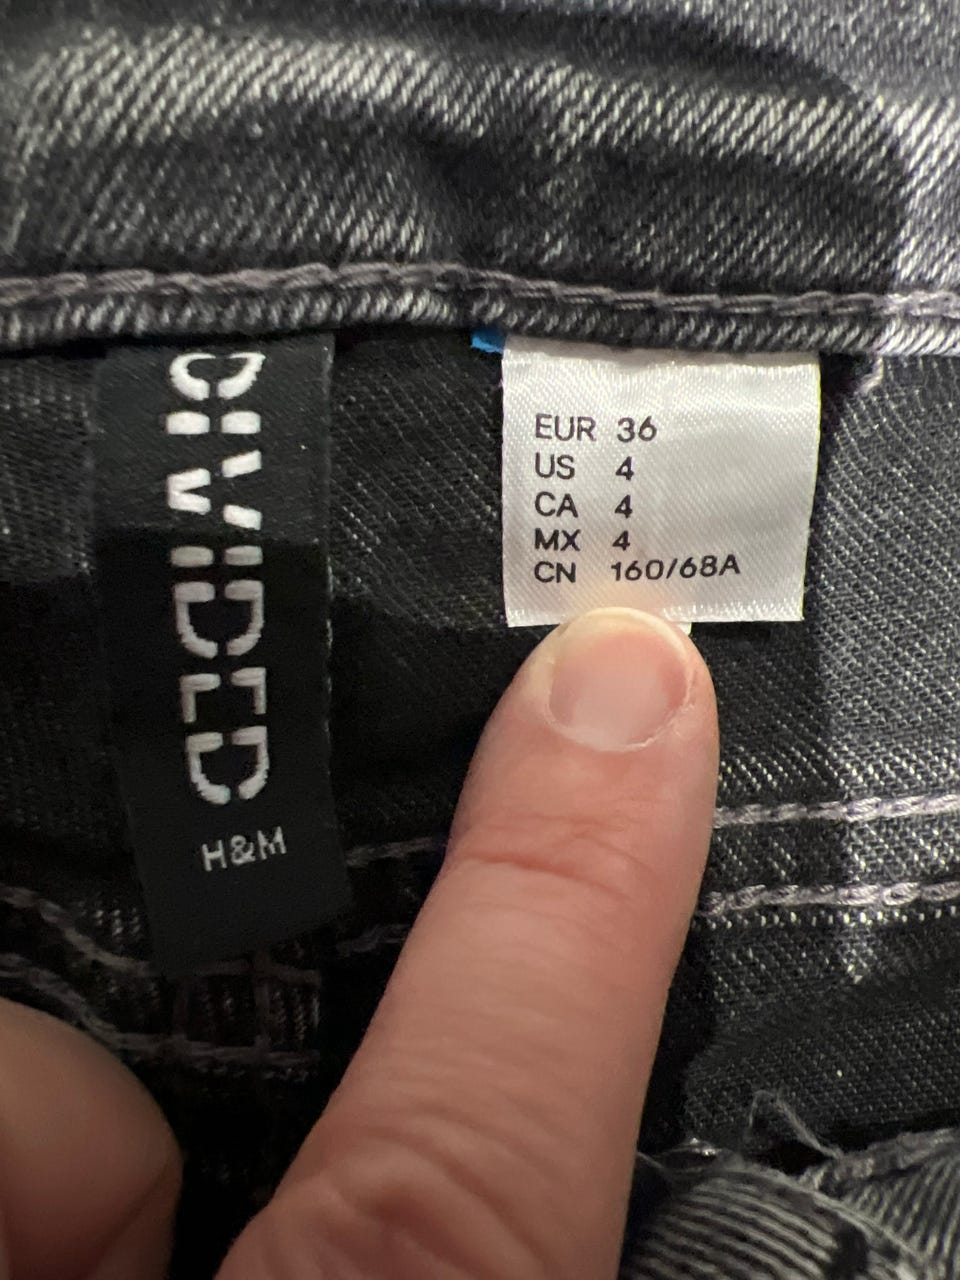 DIVIDED
H&M
EUR 36
US 4
CA 4
MX 4
CN 160/68A